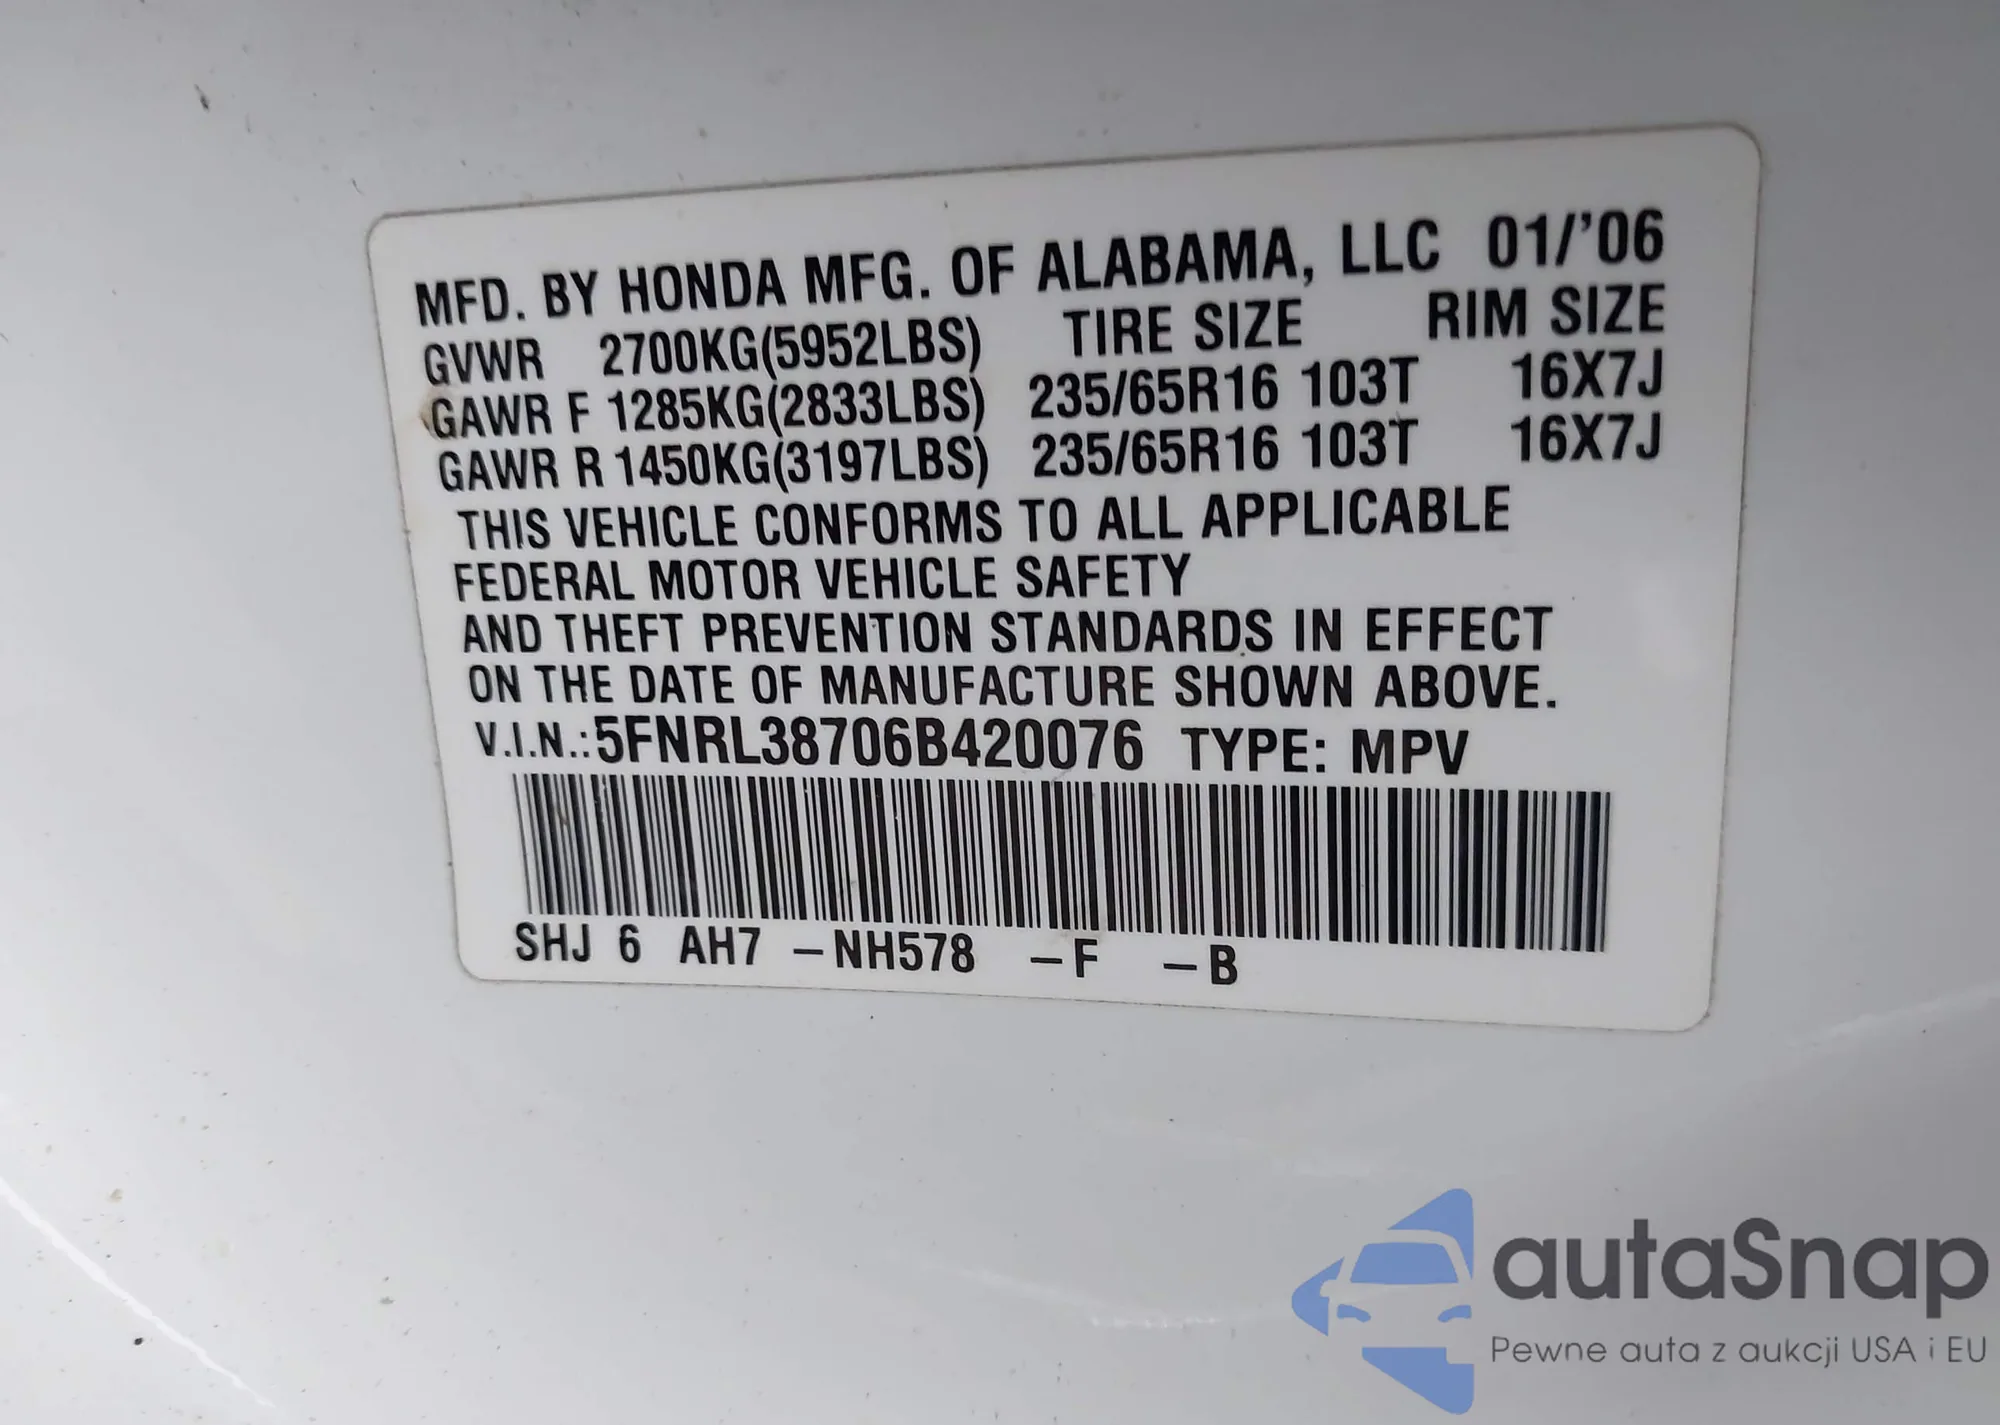 MFD. BY HONDA MFG. OF ALABAMA, LLC 01/'06
GVWR 2700KG(5952LBS) TIRE SIZE RIM SIZE
GAWR F 1285KG(2833LBS) 235/65R16 103T 16X7J
GAWR R 1450KG(3197LBS) 235/65R16 103T 16X7J
THIS VEHICLE CONFORMS TO ALL APPLICABLE
FEDERAL MOTOR VEHICLE SAFETY
AND THEFT PREVENTION STANDARDS IN EFFECT
ON THE DATE OF MANUFACTURE SHOWN ABOVE.
V.I.N.:5FNRL38706B420076 TYPE: MPV
SHJ 6 AH7 –NH578 –F –B
autaSnap
Pewne auta z aukcji USA i EU